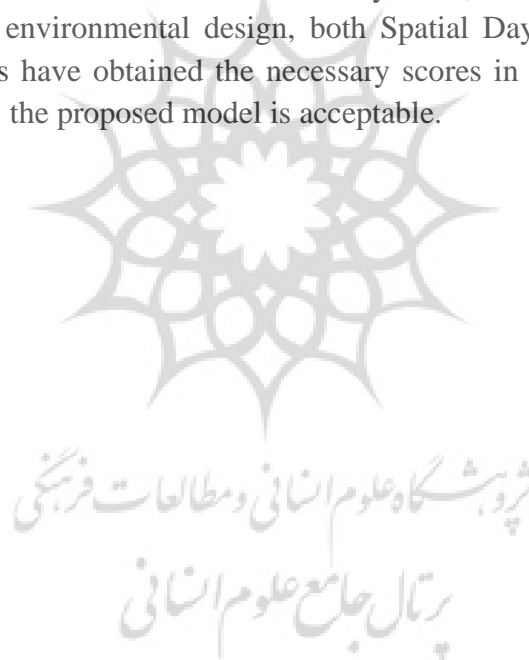 environmental design, both Spatial Day
s have obtained the necessary scores in
the proposed model is acceptable.
پژوهشگاه علوم انسانی و مطالعات فرهنگی
پرتال جامع علوم انسانی